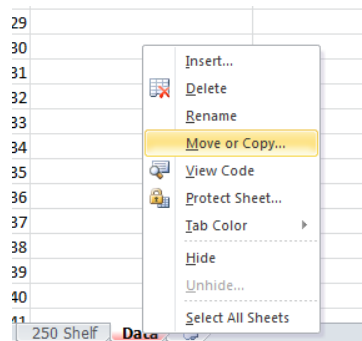 29
30
31
32
33
34
35
36
37
38
39
40
41
Insert...
Delete
Rename
Move or Copy...
View Code
Protect Sheet...
Tab Color
Hide
Unhide...
Select All Sheets
250 Shelf
Data